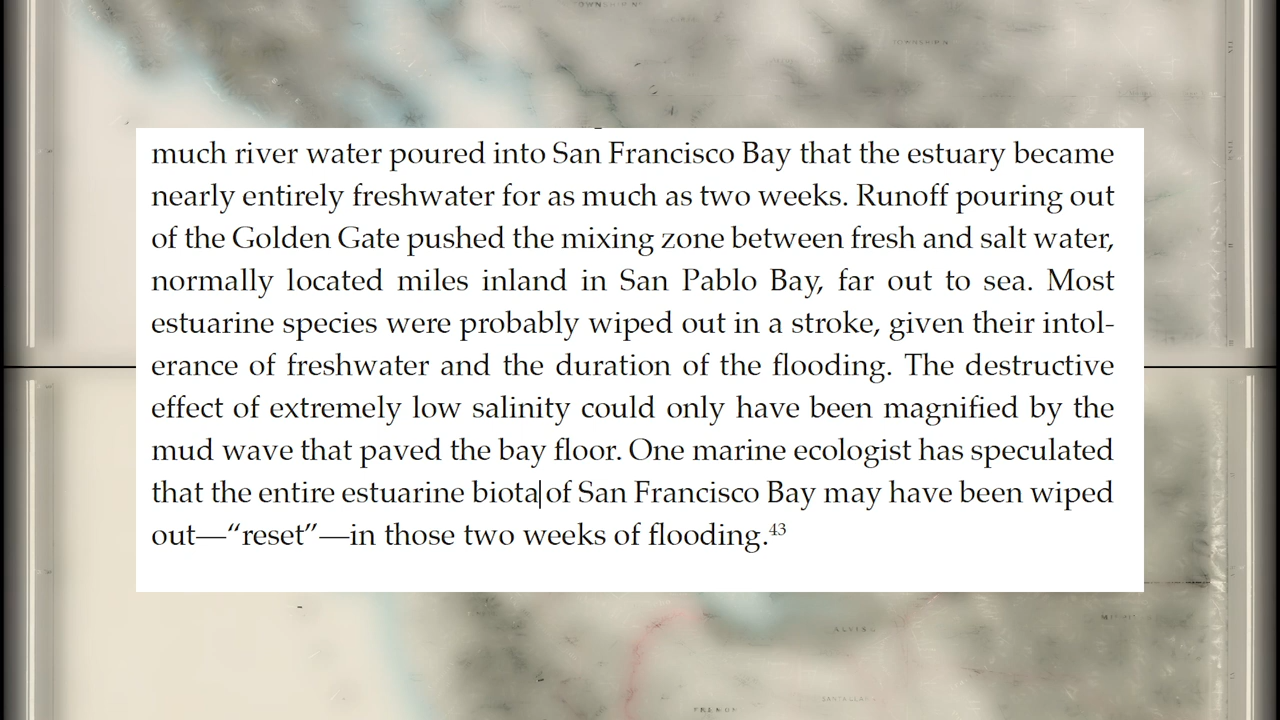 TOWNSHIP N
TOWNSHIP N.
much river water poured into San Francisco Bay that the estuary became
nearly entirely freshwater for as much as two weeks. Runoff pouring out
of the Golden Gate pushed the mixing zone between fresh and salt water,
normally located miles inland in San Pablo Bay, far out to sea. Most
estuarine species were probably wiped out in a stroke, given their intol-
erance of freshwater and the duration of the flooding. The destructive
effect of extremely low salinity could only have been magnified by the
mud wave that paved the bay floor. One marine ecologist has speculated
that the entire estuarine biota of San Francisco Bay may have been wiped
out—“reset”—in those two weeks of flooding.43